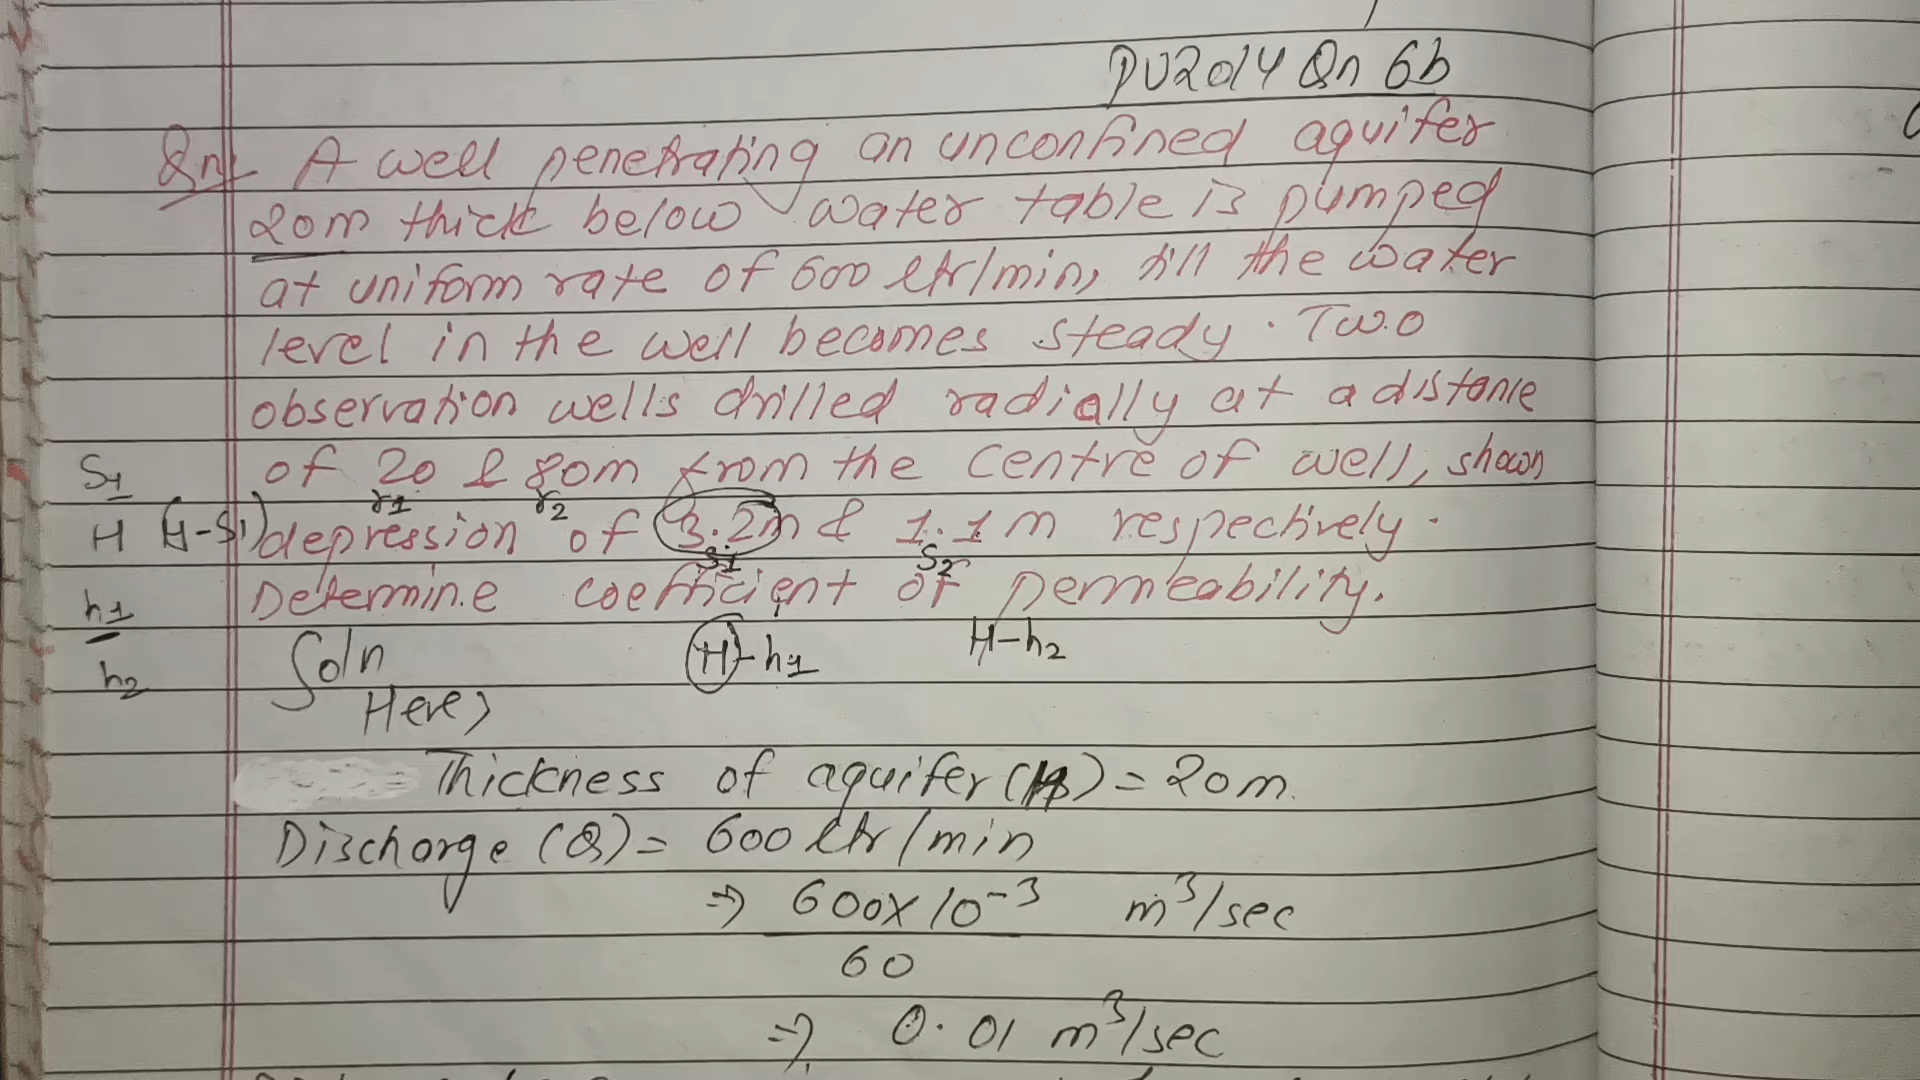 PU2014 Qn 6b
Qn: A well penetrating an unconfined aquifer
20m thick below water table is pumped
at uniform rate of 600 ltr/min, till the water
level in the well becomes steady. Two
observation wells drilled radially at a distance
S1 of 20 & 80m from the centre of well, shown
r1 r2
H (H-S1) depression of 3.2m & 1.1m respectively.
S1 S2
h1 Determine coefficient of permeability.
h2 Soln H-h1 H-h2
Here,
Thickness of aquifer (H) = 20m.
Discharge (Q) = 600 ltr/min
⇒ 600×10-3 m3/sec
60
⇒ 0.01 m3/sec